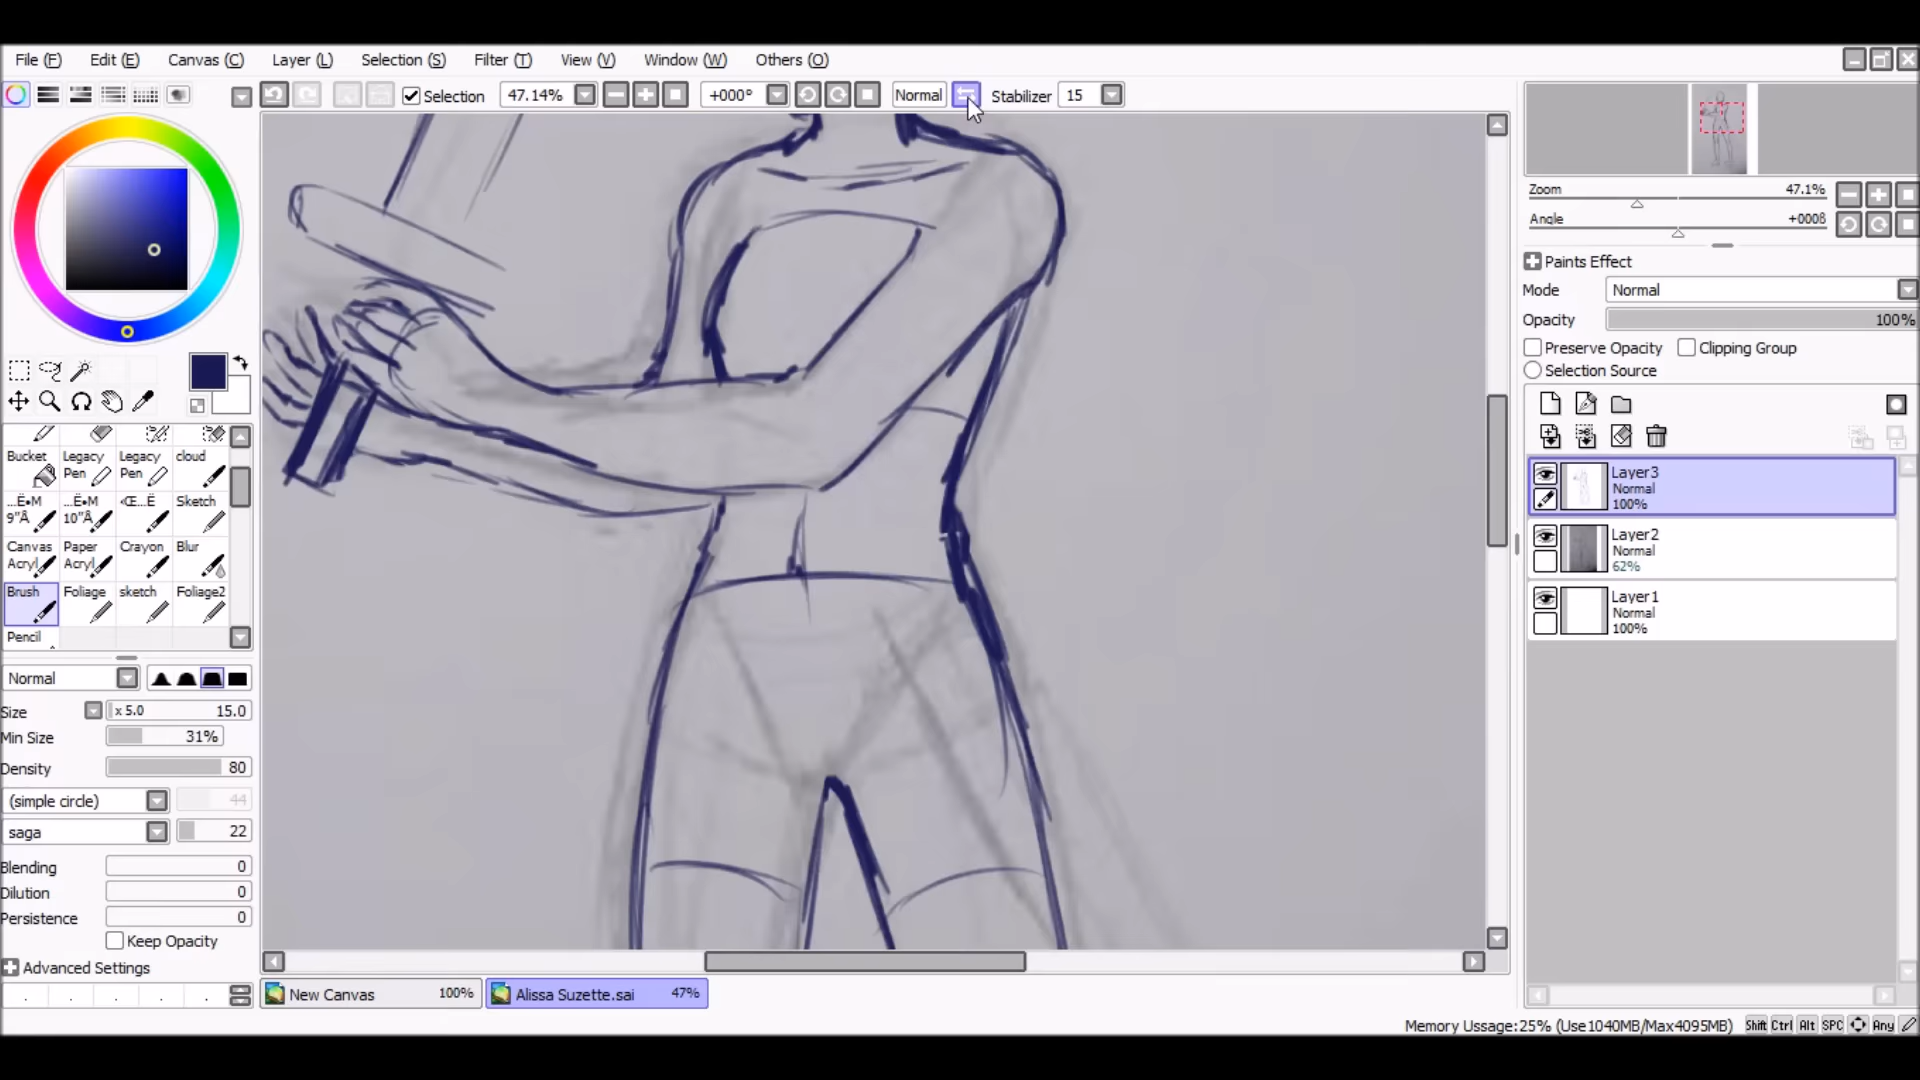 File (F) Edit (E) Canvas (C) Layer (L) Selection (S) Filter (T) View (V) Window (W) Others (O)
Selection 47.14% +000° Normal Stabilizer 15
Zoom 47.1%
Angle +000ß
Paints Effect
Mode Normal
Opacity 100%
Preserve Opacity Clipping Group
Selection Source
Bucket Legacy Pen Legacy Pen cloud
...Ë•M 9"Â ...Ë•M 10"Â ‹Œ...Ë Sketch
Canvas Acryl Paper Acryl Crayon Blur
Brush Foliage sketch Foliage2
Pencil
Normal
Size x 5.0 15.0
Min Size 31%
Density 80
(simple circle) 44
saga 22
Blending 0
Dilution 0
Persistence 0
Keep Opacity
Advanced Settings
Layer3
Normal
100%
Layer2
Normal
62%
Layer1
Normal
100%
New Canvas 100% Alissa Suzette.sai 47%
Memory Ussage:25% (Use1040MB/Max4095MB) Shift Ctrl Alt SPC Any